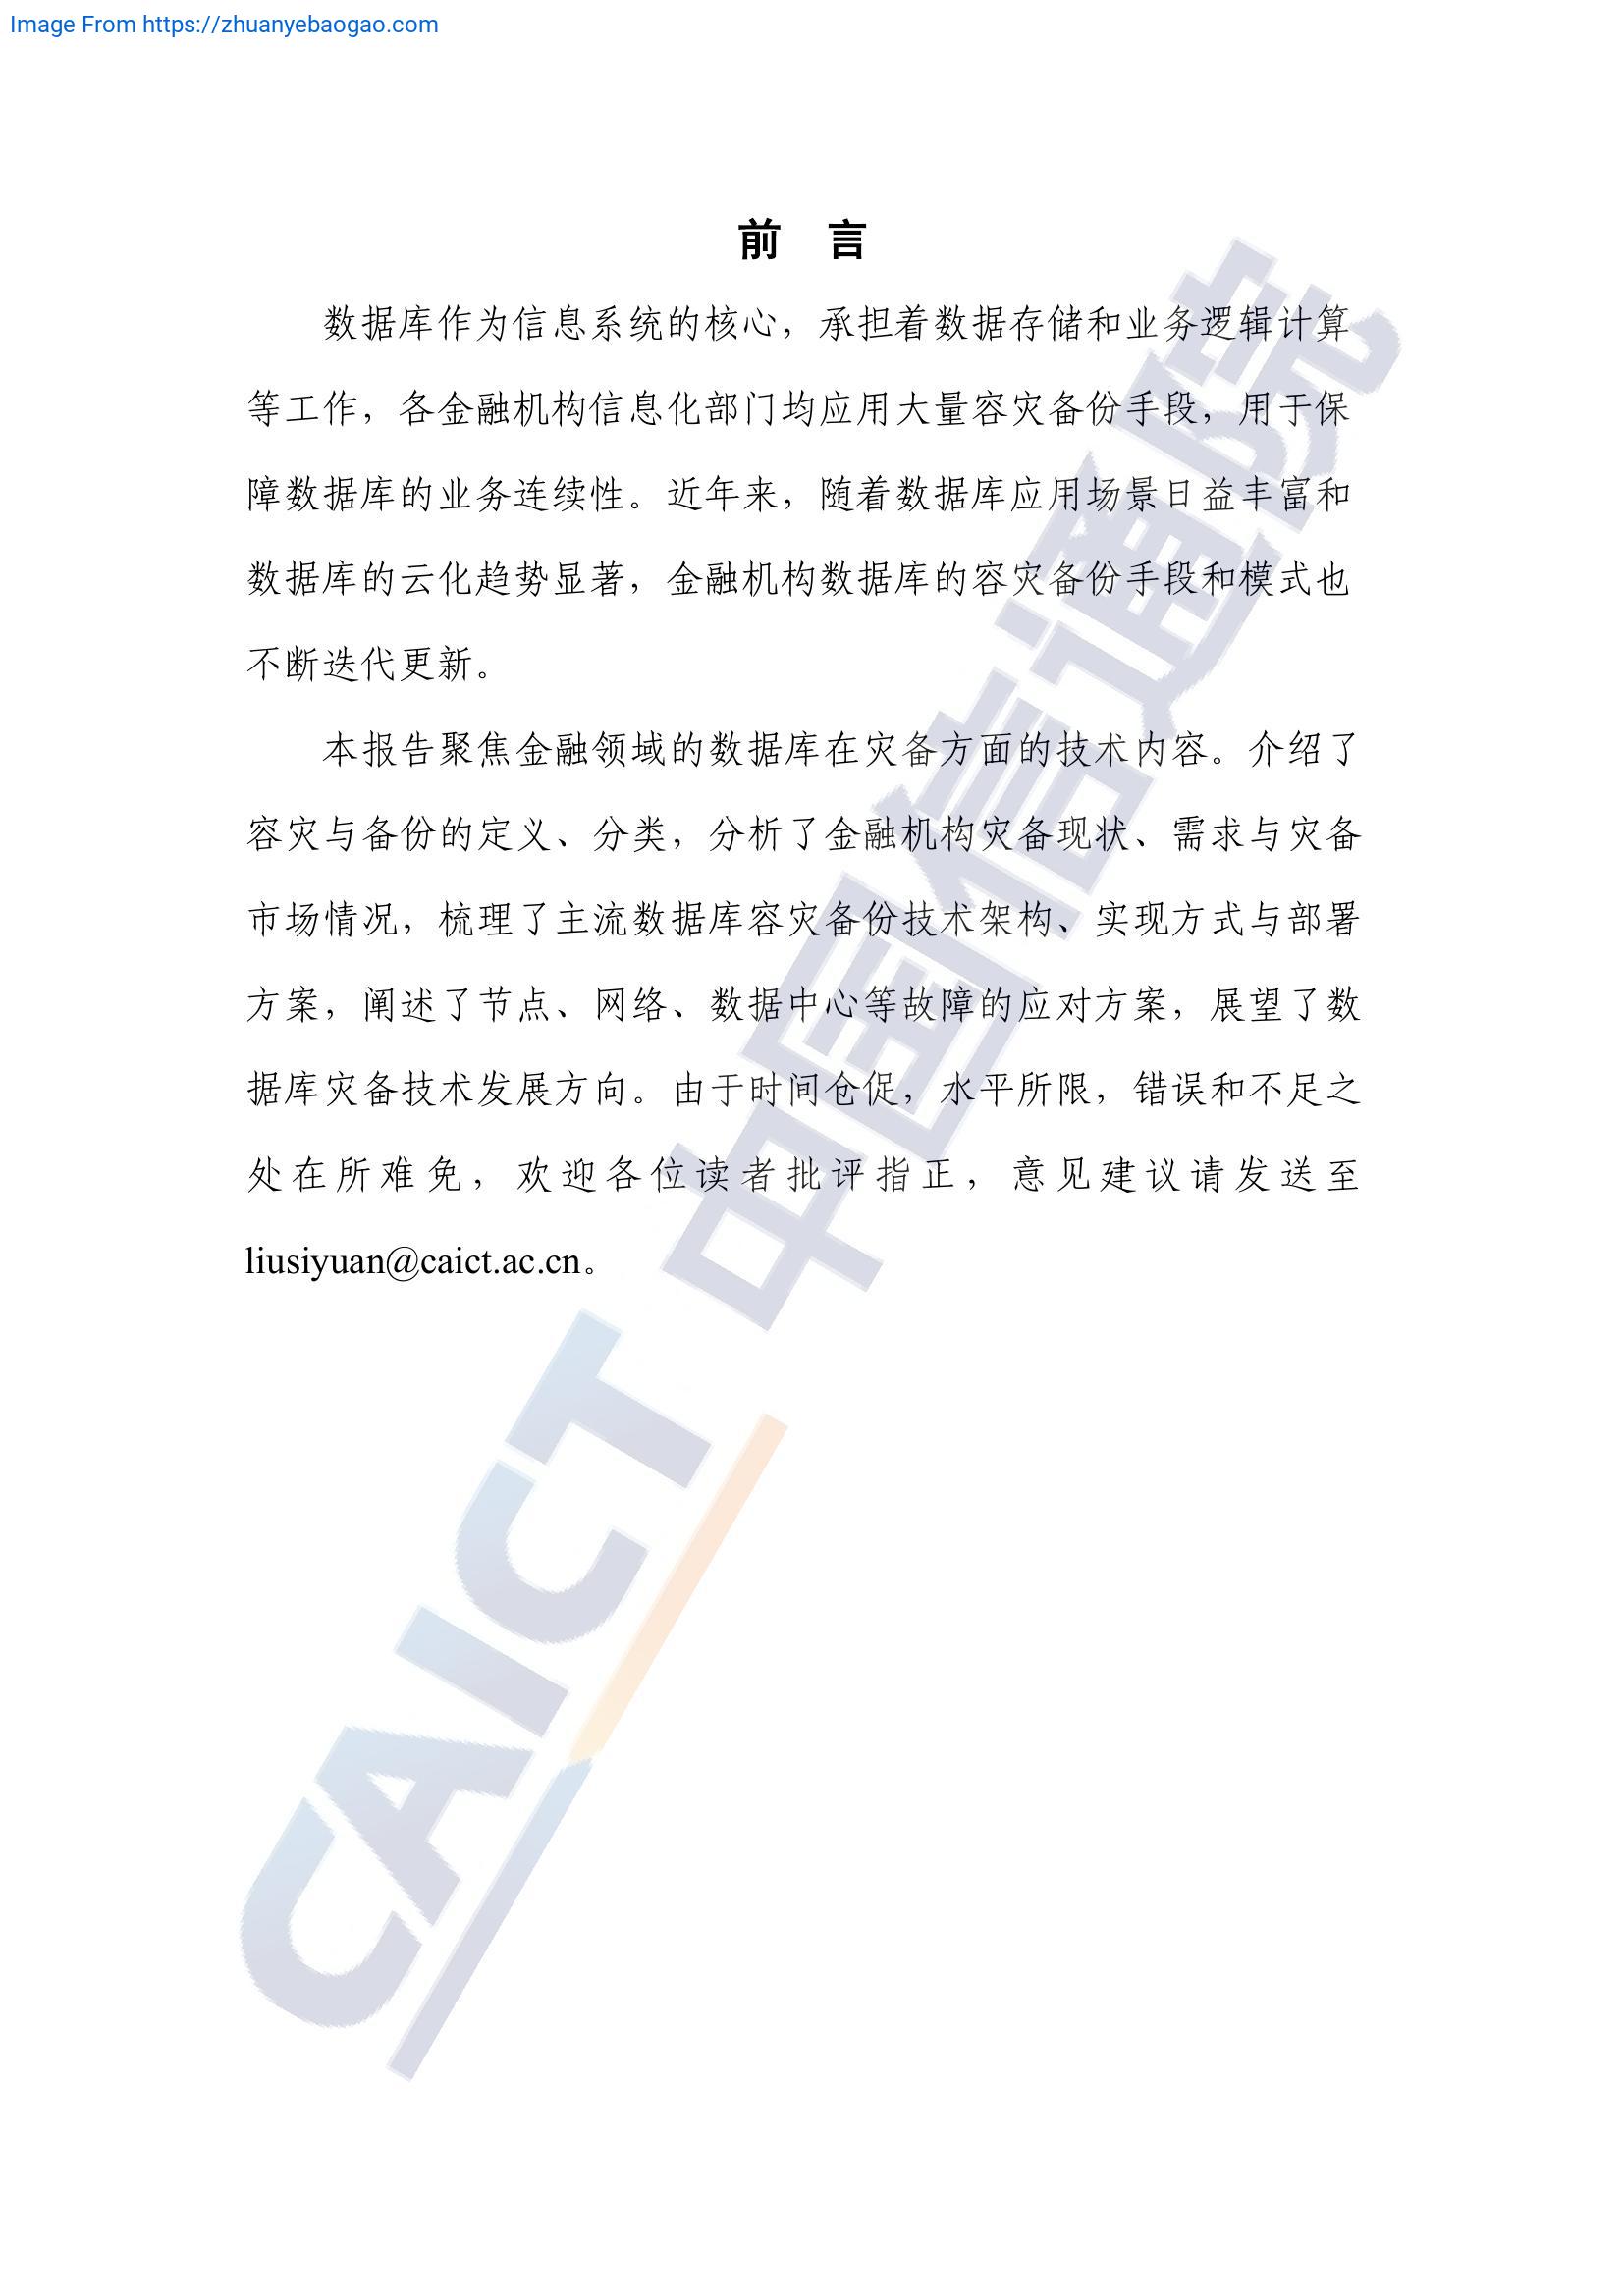 Image From https://zhuanyebaogao.com
前 言
数据库作为信息系统的核心，承担着数据存储和业务逻辑计算
等工作，各金融机构信息化部门均应用大量容灾备份手段，用于保
障数据库的业务连续性。近年来，随着数据库应用场景日益丰富和
数据库的云化趋势显著，金融机构数据库的容灾备份手段和模式也
不断迭代更新。
本报告聚焦金融领域的数据库在灾备方面的技术内容。介绍了
容灾与备份的定义、分类，分析了金融机构灾备现状、需求与灾备
市场情况，梳理了主流数据库容灾备份技术架构、实现方式与部署
方案，阐述了节点、网络、数据中心等故障的应对方案，展望了数
据库灾备技术发展方向。由于时间仓促，水平所限，错误和不足之
处在所难免，欢迎各位读者批评指正，意见建议请发送至
liusiyuan@caict.ac.cn。
CAICT 中国信通院